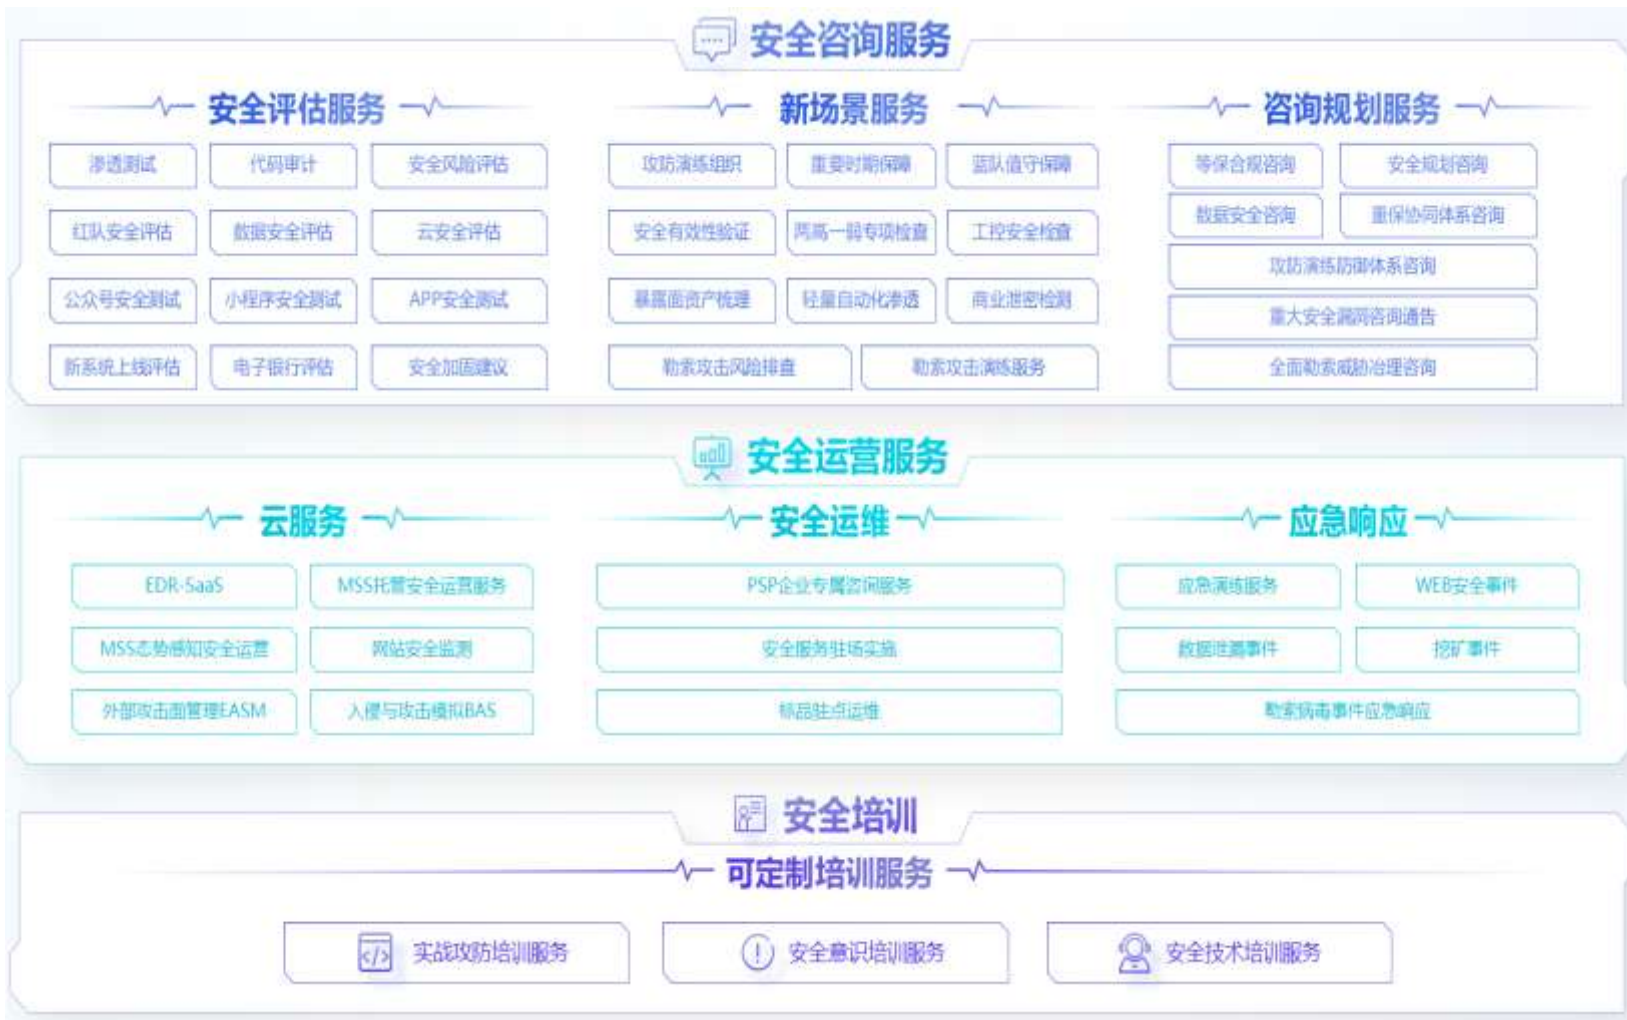 安全咨询服务
安全评估服务 新场景服务 咨询规划服务
渗透测试 代码审计 安全风险评估 攻防演练组织 重要时期保障 蓝队值守保障 等保合规咨询 安全规划咨询
红队安全评估 数据安全评估 云安全评估 安全有效性验证 两高一弱专项检查 工控安全检查 数据安全咨询 重保协同体系咨询
攻防演练防御体系咨询
公众号安全测试 小程序安全测试 APP安全测试 暴露面资产梳理 轻量自动化渗透 商业泄密检测 重大安全漏洞咨询通告
新系统上线评估 电子银行评估 安全加固建议 勒索攻击风险排查 勒索攻击演练服务 全面勒索威胁治理咨询
安全运营服务
云服务 安全运维 应急响应
EDR-SaaS MSS托管安全运营服务 PSP企业专属咨询服务 应急演练服务 WEB安全事件
MSS态势感知安全运营 网站安全监测 安全服务驻场实施 数据泄漏事件 挖矿事件
外部攻击面管理EASM 入侵与攻击模拟BAS 标品驻点运维 勒索病毒事件应急响应
安全培训
可定制培训服务
实战攻防培训服务 安全意识培训服务 安全技术培训服务